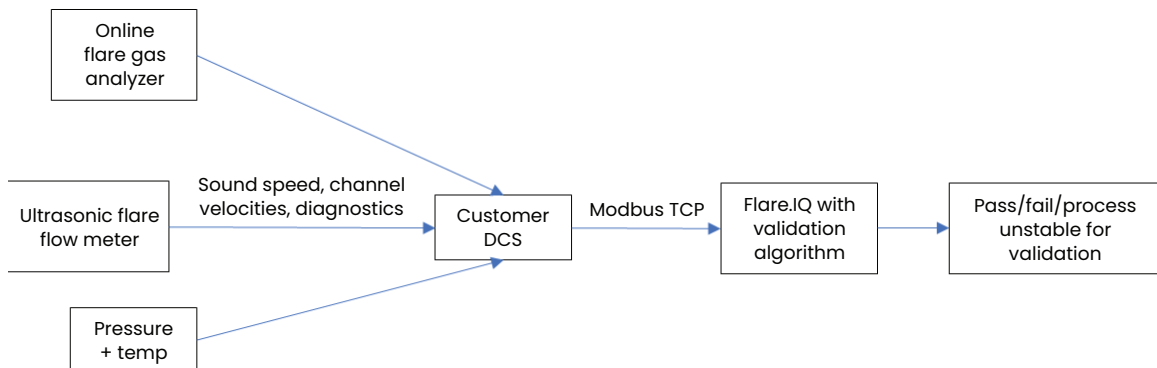 Online
flare gas
analyzer
Ultrasonic flare
flow meter
Sound speed, channel
velocities, diagnostics
Pressure
+ temp
Customer
DCS
Modbus TCP
Flare.IQ with
validation
algorithm
Pass/fail/process
unstable for
validation